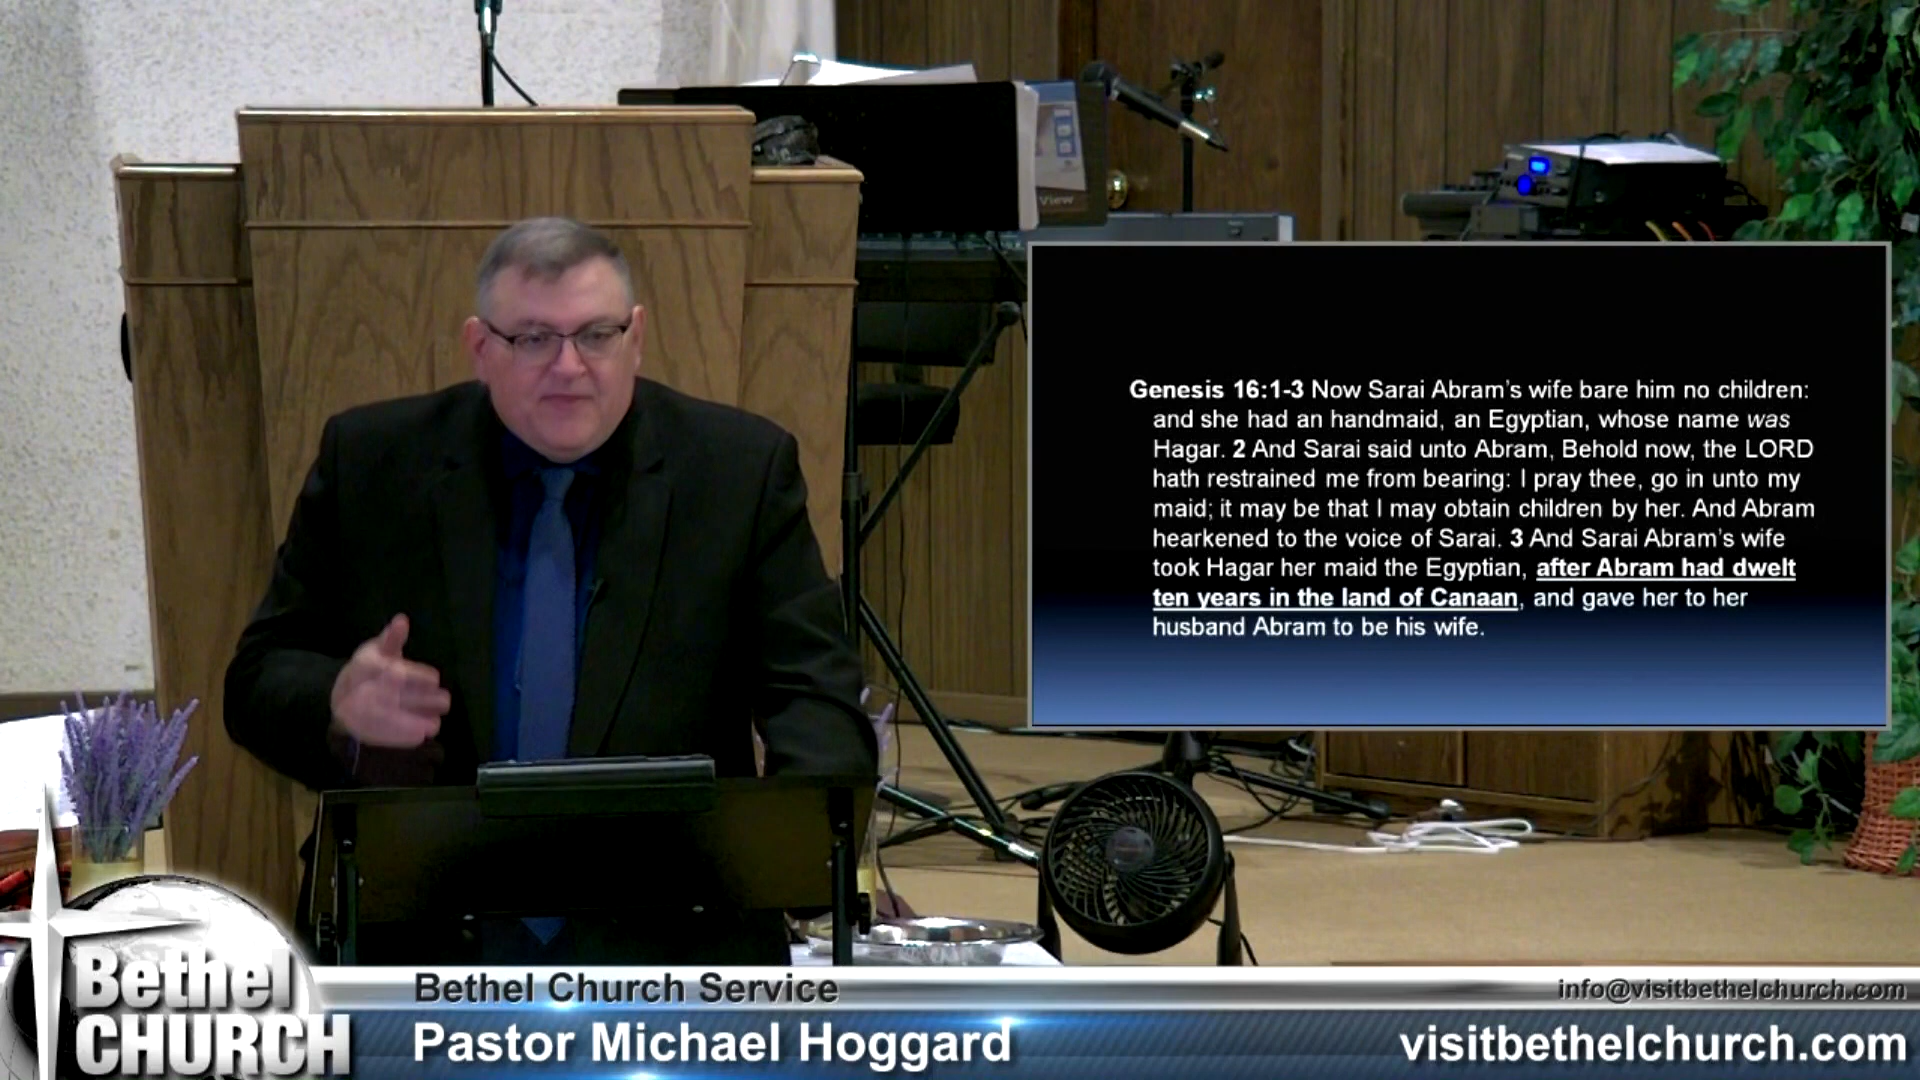 View
Genesis 16:1-3 Now Sarai Abram's wife bare him no children:
and she had an handmaid, an Egyptian, whose name was
Hagar. 2 And Sarai said unto Abram, Behold now, the LORD
hath restrained me from bearing: I pray thee, go in unto my
maid; it may be that I may obtain children by her. And Abram
hearkened to the voice of Sarai. 3 And Sarai Abram's wife
took Hagar her maid the Egyptian, after Abram had dwelt
ten years in the land of Canaan, and gave her to her
husband Abram to be his wife.
Bethel
CHURCH
Bethel Church Service
Pastor Michael Hoggard
info@visitbethelchurch.com
visitbethelchurch.com